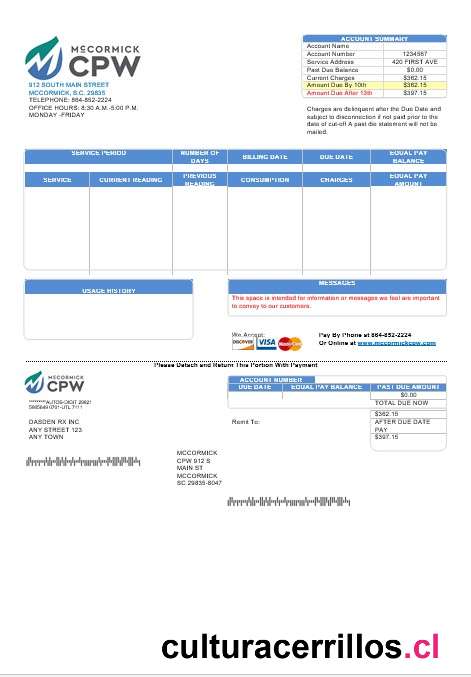 MCCORMICK
CPW
912 SOUTH MAIN STREET
MCCORMICK, S.C. 29835
TELEPHONE: 864-852-2224
OFFICE HOURS: 8:30 A.M.-5:00 P.M.
MONDAY -FRIDAY
ACCOUNT SUMMARY
Account Name
Account Number 1234567
Service Address 420 FIRST AVE
Past Due Balance $0.00
Current Charges $362.15
Amount Due By 10th $362.15
Amount Due After 15th $397.15
Charges are delinquent after the Due Date and
subject to disconnection if not paid prior to the
date of cut-off A past die statement will not be
mailed.
SERVICE PERIOD NUMBER OF DAYS BILLING DATE DUE DATE EQUAL PAY BALANCE
SERVICE CURRENT READING PREVIOUS READING CONSUMPTION CHARGES EQUAL PAY AMOUNT
USAGE HISTORY
MESSAGES
This space is intended for information or messages we feel are important
to convey to our customers.
We Accept:
DISCOVER VISA MasterCard
Pay By Phone at 864-852-2224
Or Online at www.mccormickcpw.com
Please Detach and Return This Portion With Payment
MCCORMICK
CPW
DASDEN RX INC
ANY STREET 123
ANY TOWN
ACCOUNT NUMBER
DUE DATE EQUAL PAY BALANCE PAST DUE AMOUNT
$0.00
TOTAL DUE NOW
$362.15
AFTER DUE DATE
PAY
$397.15
Remit To:
MCCORMICK
CPW 912 S
MAIN ST
MCCORMICK
SC 29835-8047
culturacerrillos.cl